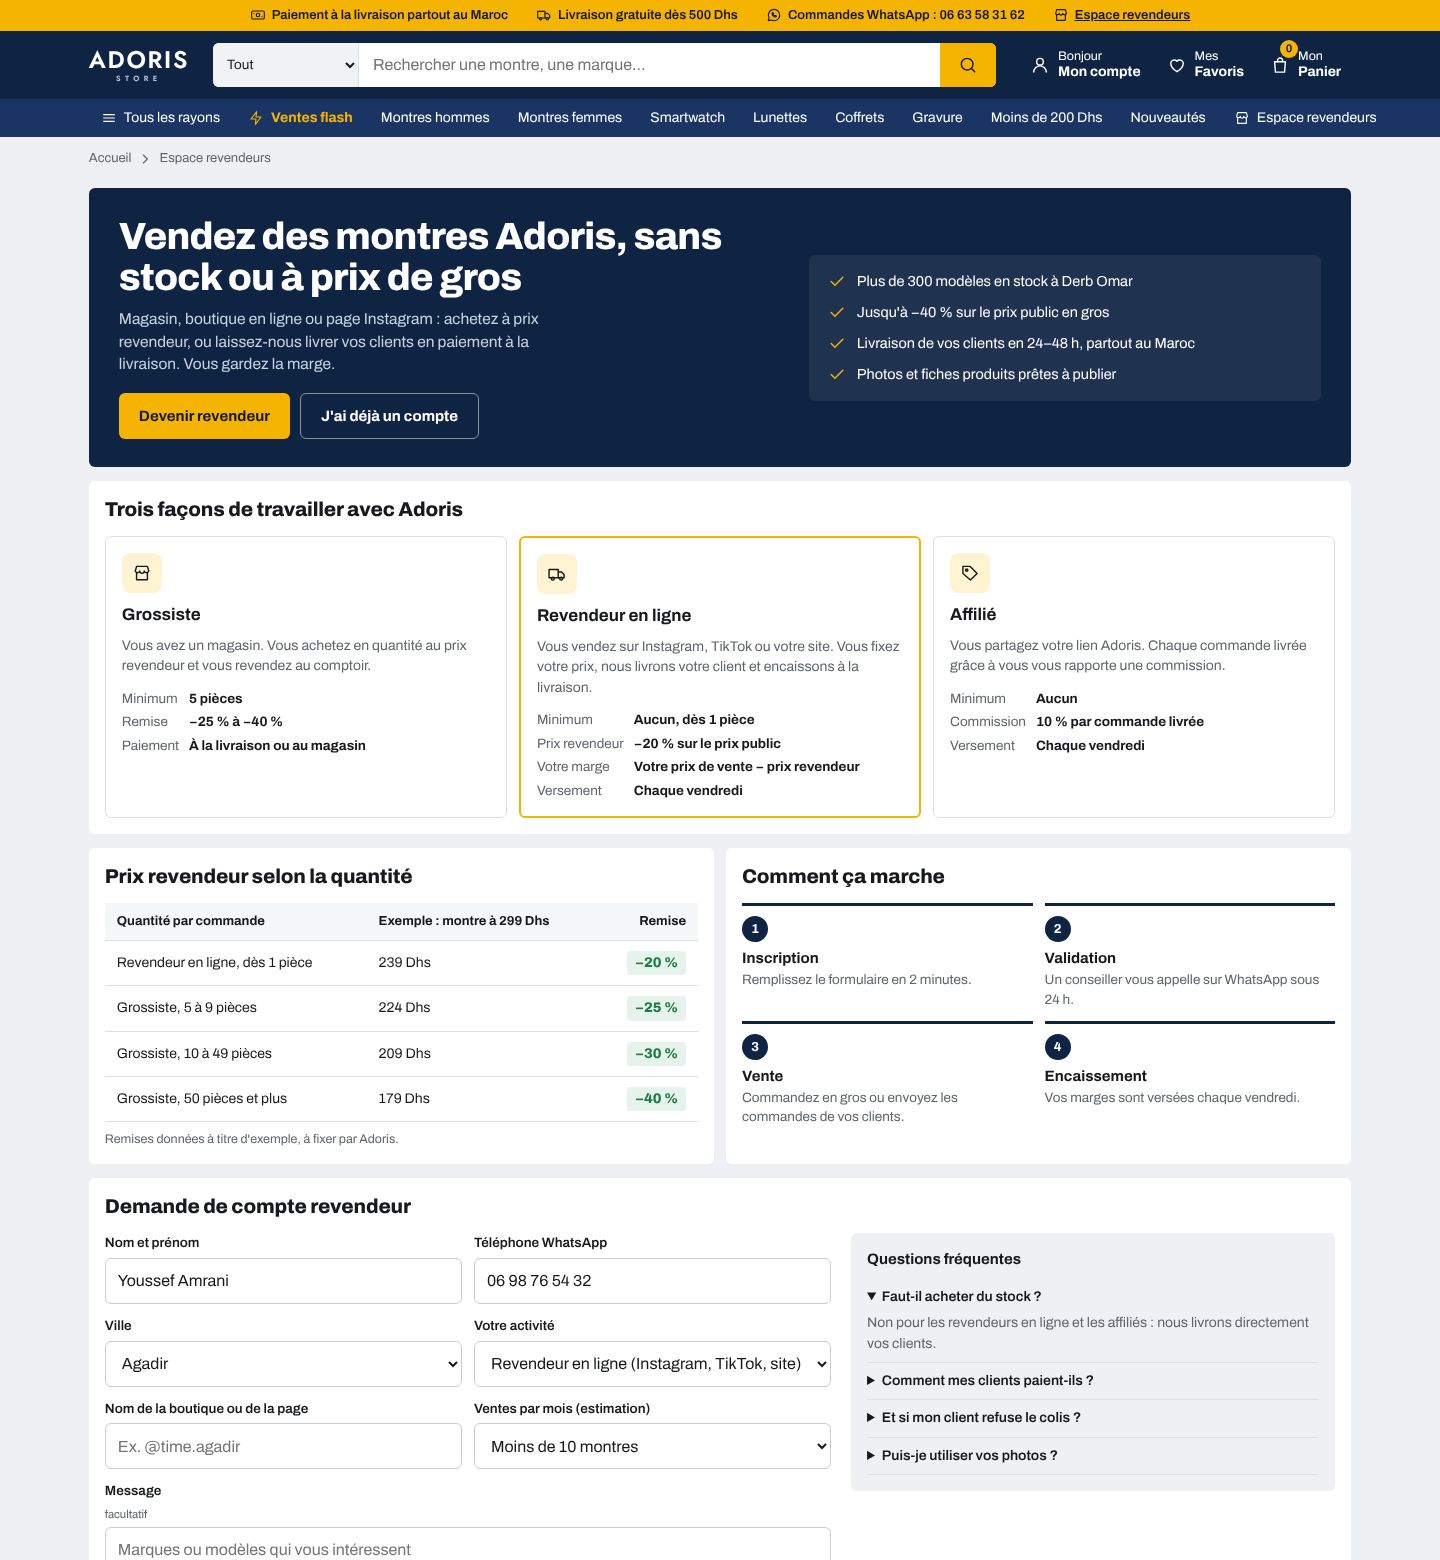 Paiement à la livraison partout au Maroc
Livraison gratuite dès 500 Dhs
Commandes WhatsApp : 06 63 58 31 62
Espace revendeurs
ADORIS
STORE
Tout
Rechercher une montre, une marque...
Bonjour
Mon compte
Mes
Favoris
0
Mon
Panier
Tous les rayons
Ventes flash
Montres hommes
Montres femmes
Smartwatch
Lunettes
Coffrets
Gravure
Moins de 200 Dhs
Nouveautés
Espace revendeurs
Accueil
Espace revendeurs
Vendez des montres Adoris, sans
stock ou à prix de gros
Magasin, boutique en ligne ou page Instagram : achetez à prix
revendeur, ou laissez-nous livrer vos clients en paiement à la
livraison. Vous gardez la marge.
Devenir revendeur
J'ai déjà un compte
Plus de 300 modèles en stock à Derb Omar
Jusqu'à −40 % sur le prix public en gros
Livraison de vos clients en 24–48 h, partout au Maroc
Photos et fiches produits prêtes à publier
Trois façons de travailler avec Adoris
Grossiste
Vous avez un magasin. Vous achetez en quantité au prix
revendeur et vous revendez au comptoir.
Minimum 5 pièces
Remise −25 % à −40 %
Paiement À la livraison ou au magasin
Revendeur en ligne
Vous vendez sur Instagram, TikTok ou votre site. Vous fixez
votre prix, nous livrons votre client et encaissons à la
livraison.
Minimum Aucun, dès 1 pièce
Prix revendeur −20 % sur le prix public
Votre marge Votre prix de vente − prix revendeur
Versement Chaque vendredi
Affilié
Vous partagez votre lien Adoris. Chaque commande livrée
grâce à vous vous rapporte une commission.
Minimum Aucun
Commission 10 % par commande livrée
Versement Chaque vendredi
Prix revendeur selon la quantité
Quantité par commande Exemple : montre à 299 Dhs Remise
Revendeur en ligne, dès 1 pièce 239 Dhs −20 %
Grossiste, 5 à 9 pièces 224 Dhs −25 %
Grossiste, 10 à 49 pièces 209 Dhs −30 %
Grossiste, 50 pièces et plus 179 Dhs −40 %
Remises données à titre d'exemple, à fixer par Adoris.
Comment ça marche
1
Inscription
Remplissez le formulaire en 2 minutes.
2
Validation
Un conseiller vous appelle sur WhatsApp sous
24 h.
3
Vente
Commandez en gros ou envoyez les
commandes de vos clients.
4
Encaissement
Vos marges sont versées chaque vendredi.
Demande de compte revendeur
Nom et prénom
Youssef Amrani
Téléphone WhatsApp
06 98 76 54 32
Ville
Agadir
Votre activité
Revendeur en ligne (Instagram, TikTok, site)
Nom de la boutique ou de la page
Ex. @time.agadir
Ventes par mois (estimation)
Moins de 10 montres
Message
facultatif
Marques ou modèles qui vous intéressent
Questions fréquentes
Faut-il acheter du stock ?
Non pour les revendeurs en ligne et les affiliés : nous livrons directement
vos clients.
Comment mes clients paient-ils ?
Et si mon client refuse le colis ?
Puis-je utiliser vos photos ?